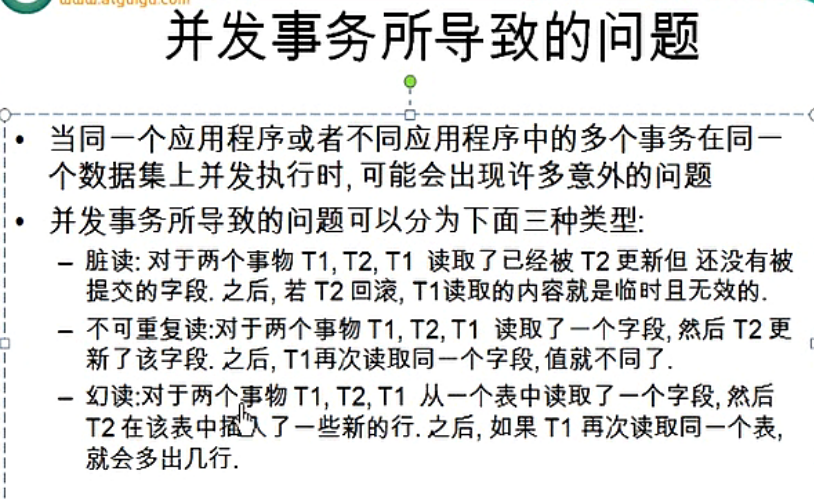 www.atguigu.com
并发事务所导致的问题
• 当同一个应用程序或者不同应用程序中的多个事务在同一
个数据集上并发执行时, 可能会出现许多意外的问题
• 并发事务所导致的问题可以分为下面三种类型:
– 脏读: 对于两个事物 T1, T2, T1 读取了已经被 T2 更新但 还没有被
提交的字段. 之后, 若 T2 回滚, T1读取的内容就是临时且无效的.
– 不可重复读:对于两个事物 T1, T2, T1 读取了一个字段, 然后 T2 更
新了该字段. 之后, T1再次读取同一个字段, 值就不同了.
– 幻读:对于两个事物 T1, T2, T1 从一个表中读取了一个字段, 然后
T2 在该表中插入了一些新的行. 之后, 如果 T1 再次读取同一个表,
就会多出几行.